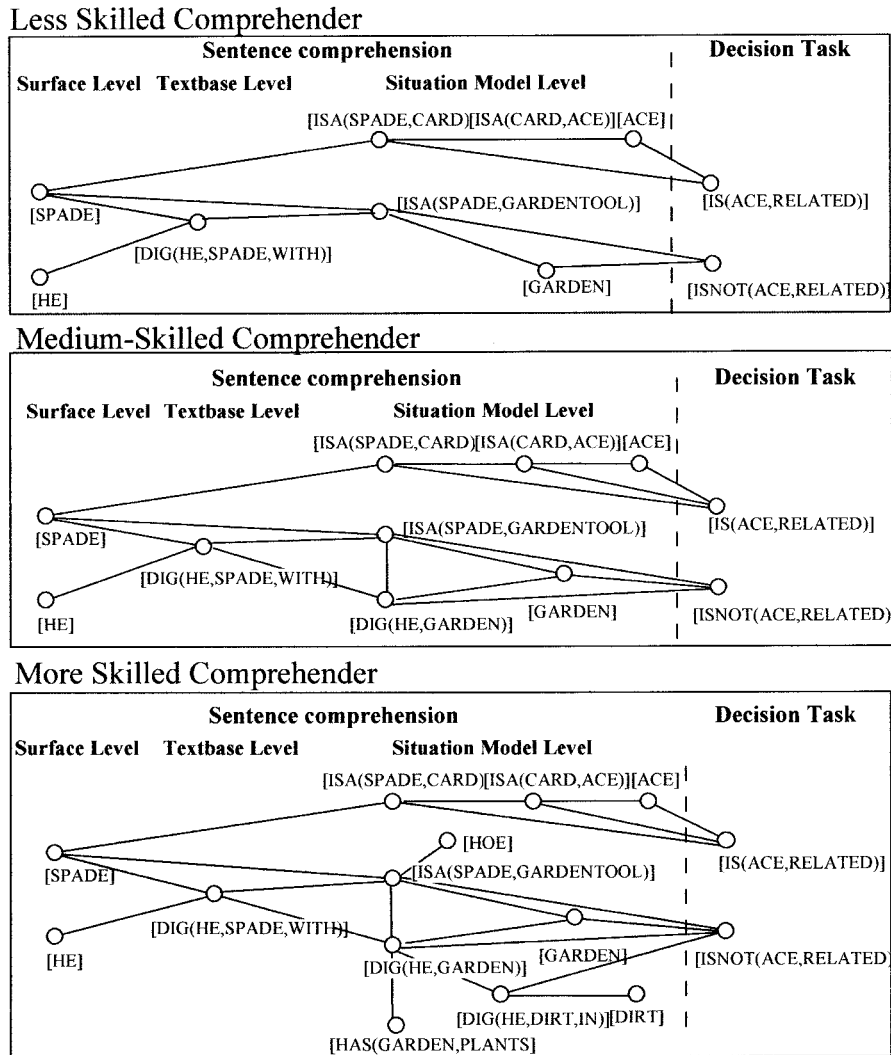 Less Skilled Comprehender
Sentence comprehension Decision Task
Surface Level Textbase Level Situation Model Level
[ISA(SPADE,CARD)[ISA(CARD,ACE)][ACE]
[SPADE]
[ISA(SPADE,GARDENTOOL)]
[IS(ACE,RELATED)]
[DIG(HE,SPADE,WITH)]
[HE]
[GARDEN]
[ISNOT(ACE,RELATED)]
Medium-Skilled Comprehender
Sentence comprehension Decision Task
Surface Level Textbase Level Situation Model Level
[ISA(SPADE,CARD)[ISA(CARD,ACE)][ACE]
[SPADE]
[ISA(SPADE,GARDENTOOL)]
[IS(ACE,RELATED)]
[DIG(HE,SPADE,WITH)]
[HE]
[DIG(HE,GARDEN)]
[GARDEN]
[ISNOT(ACE,RELATED)
More Skilled Comprehender
Sentence comprehension Decision Task
Surface Level Textbase Level Situation Model Level
[ISA(SPADE,CARD)[ISA(CARD,ACE)][ACE]
[HOE]
[SPADE]
[ISA(SPADE,GARDENTOOL)]
[IS(ACE,RELATED)]
[DIG(HE,SPADE,WITH)]
[HE]
[DIG(HE,GARDEN)]
[GARDEN]
[ISNOT(ACE,RELATED)
[DIG(HE,DIRT,IN)][DIRT]
[HAS(GARDEN,PLANTS]